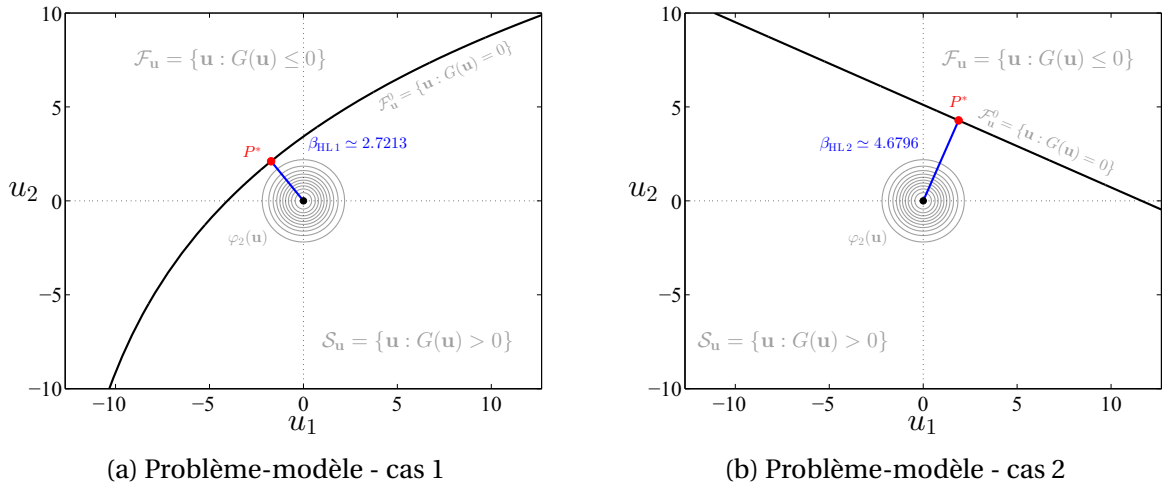 10
5
0
−5
−10
−10
−5
0
5
10
u₂
u₁
𝓕ᵤ = {u : G(u) ≤ 0}
𝓕ᵤ⁰ = {u : G(u) = 0}
P*
β_HL 1 ≃ 2.7213
φ₂(u)
𝓢ᵤ = {u : G(u) > 0}
(a) Problème-modèle - cas 1
10
5
0
−5
−10
−10
−5
0
5
10
u₂
u₁
𝓕ᵤ = {u : G(u) ≤ 0}
P*
𝓕ᵤ⁰ = {u : G(u) = 0}
β_HL 2 ≃ 4.6796
φ₂(u)
𝓢ᵤ = {u : G(u) > 0}
(b) Problème-modèle - cas 2